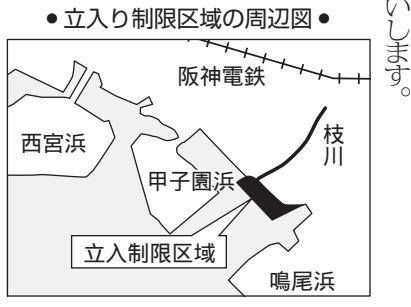 ●立入り制限区域の周辺図●
いします。
阪神電鉄
枝川
西宮浜
甲子園浜
立入制限区域
鳴尾浜